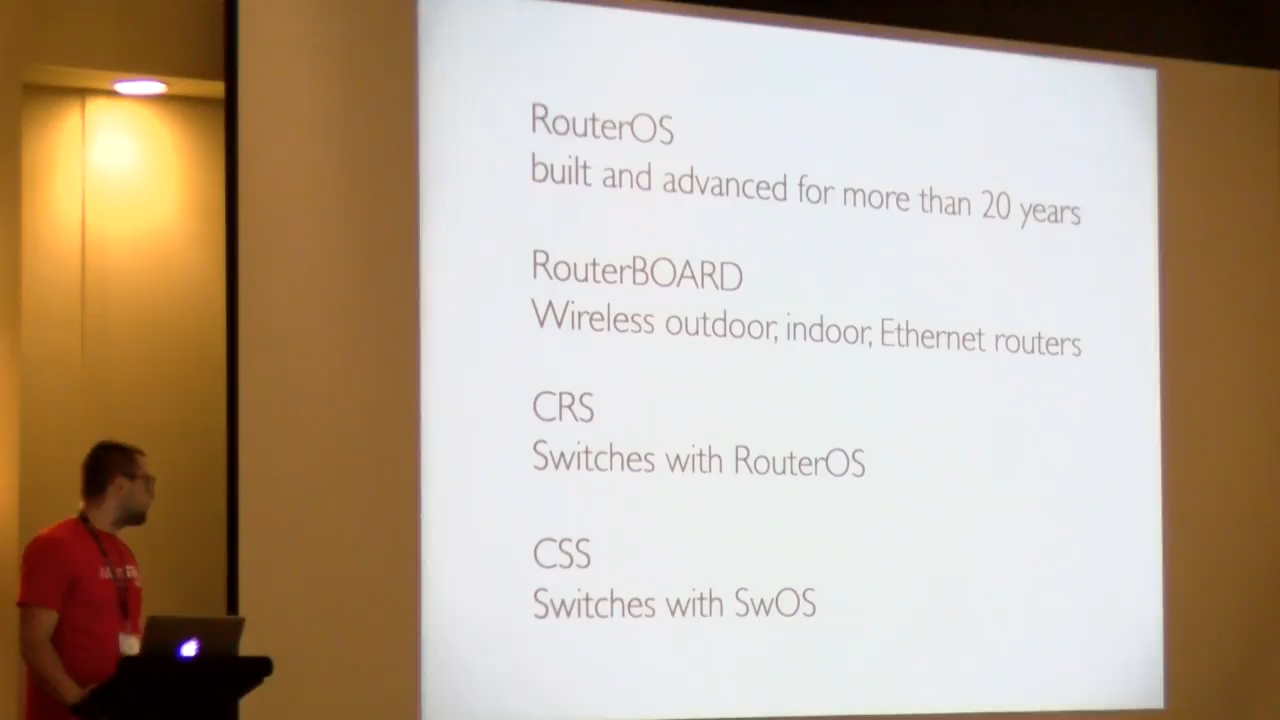 RouterOS
built and advanced for more than 20 years
RouterBOARD
Wireless outdoor, indoor, Ethernet routers
CRS
Switches with RouterOS
CSS
Switches with SwOS